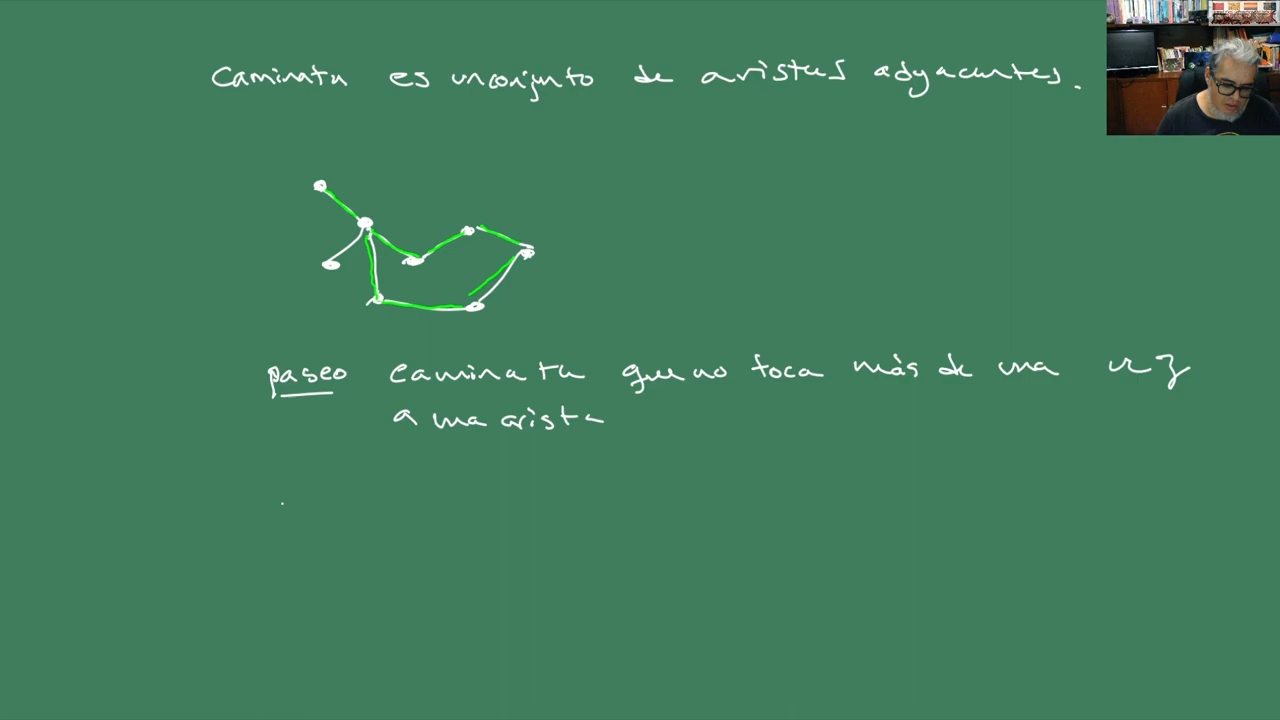 Caminata es un conjunto de aristas adyacentes.
paseo caminata que no toca más de una vez
a una arista